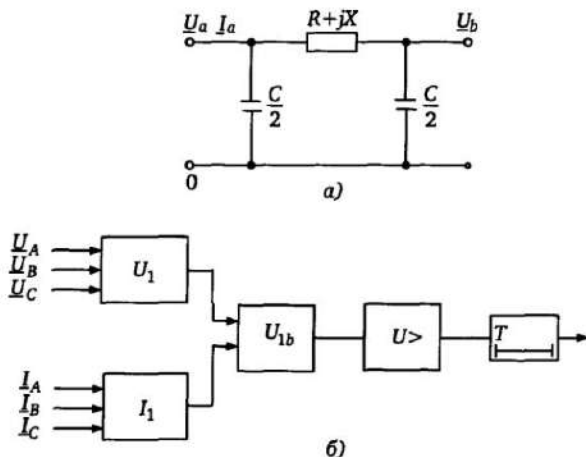 U_a I_a R+jX U_b
C/2 C/2
0
а)
U_A
U_B
U_C
U_1
I_A
I_B
I_C
I_1
U_1b
U>
T
б)